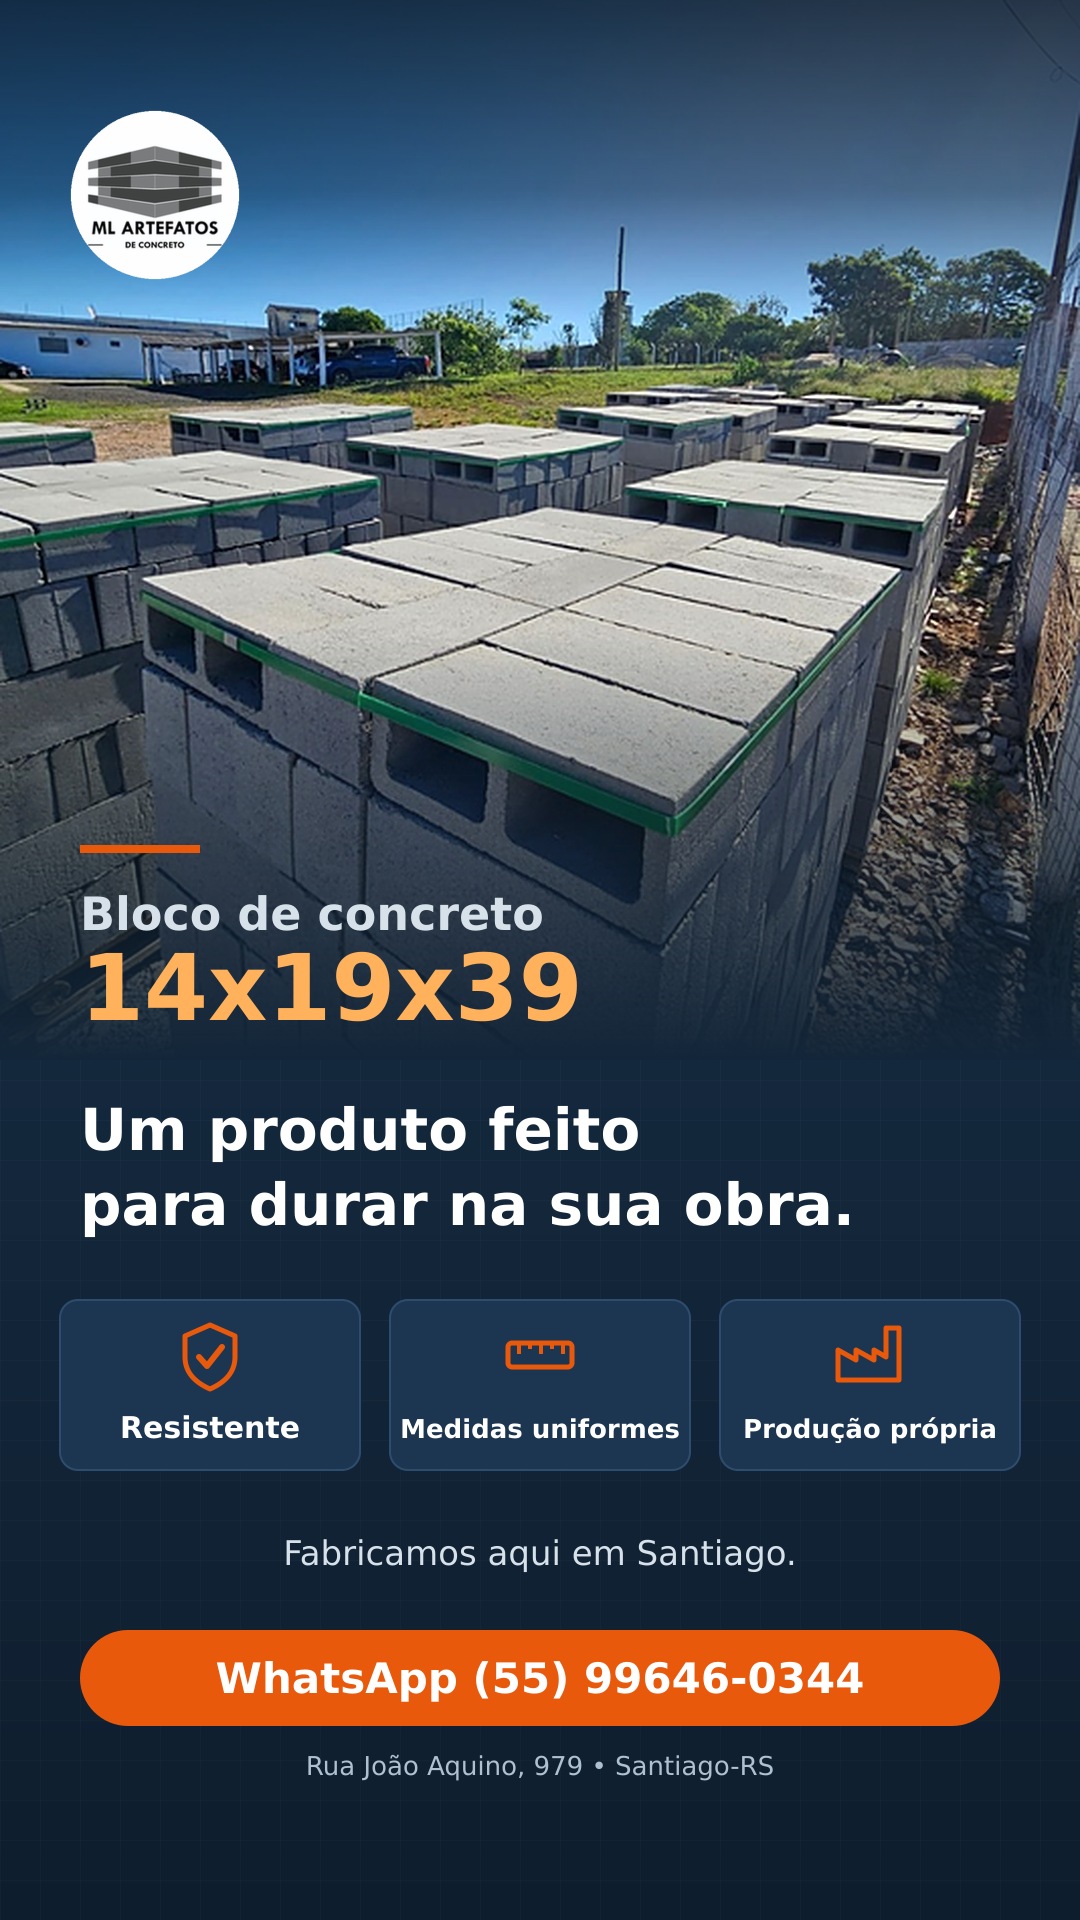 ML ARTEFATOS
DE CONCRETO
Bloco de concreto
14x19x39
Um produto feito
para durar na sua obra.
Resistente
Medidas uniformes
Produção própria
Fabricamos aqui em Santiago.
WhatsApp (55) 99646-0344
Rua João Aquino, 979 • Santiago-RS